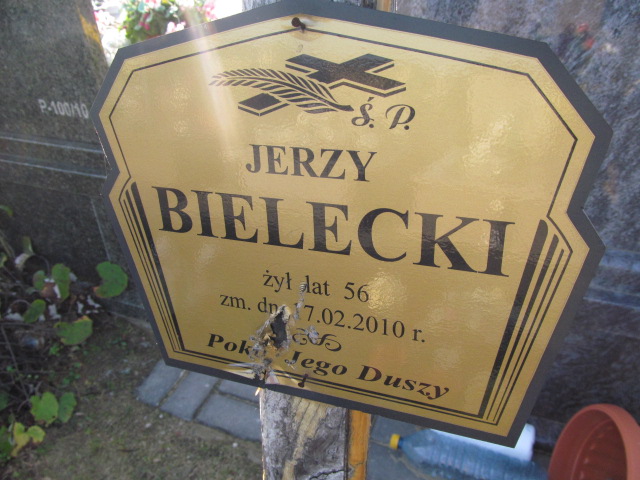 P-100/10
Ś. P.
JERZY
BIELECKI
żył lat 56
zm. dn. 7.02.2010 r.
Jego Duszy